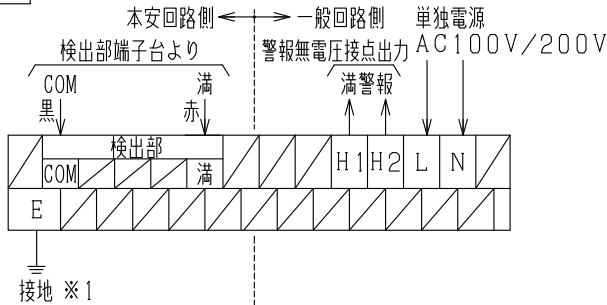 本安回路側 一般回路側 単独電源
検出部端子台より 警報無電圧接点出力 AC100V/200V
COM 満 満警報
黒 赤
検出部 H1 H2 L N
COM 満
E
接地 ※1